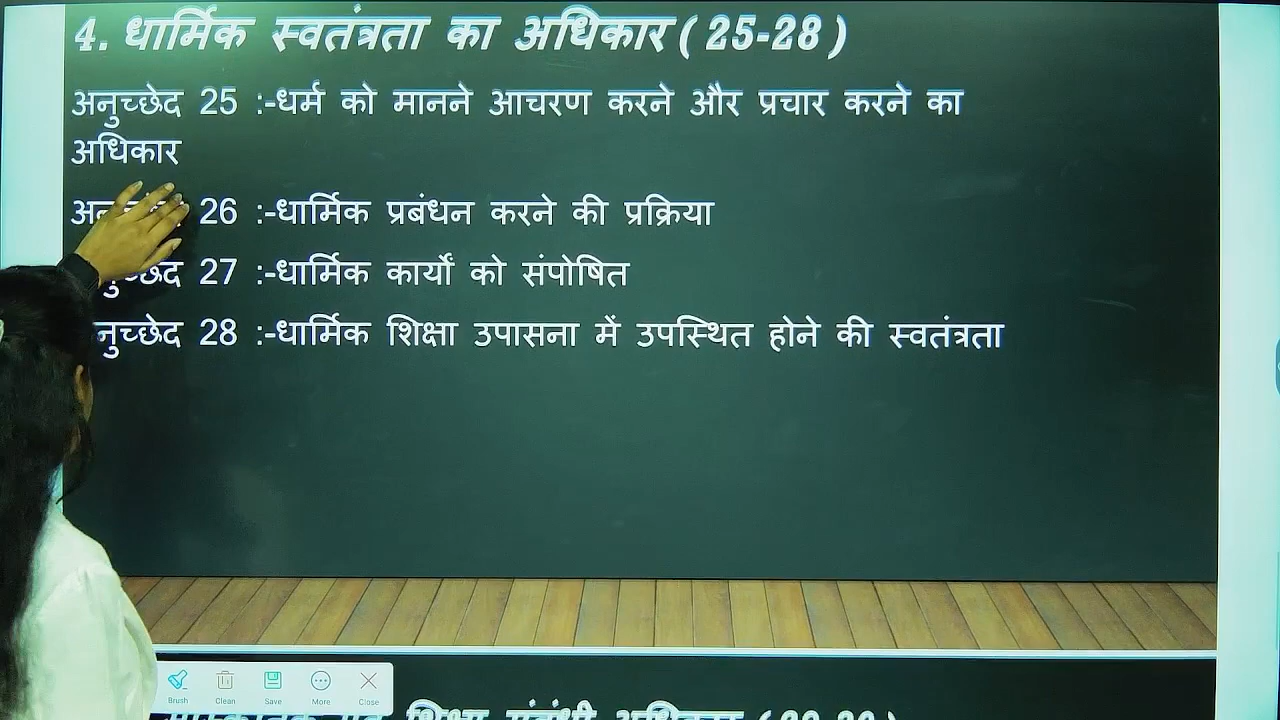 4. धार्मिक स्वतंत्रता का अधिकार ( 25-28 )
अनुच्छेद 25 :-धर्म को मानने आचरण करने और प्रचार करने का
अधिकार
26 :-धार्मिक प्रबंधन करने की प्रक्रिया
27 :-धार्मिक कार्यों को संपोषित
नुच्छेद 28 :-धार्मिक शिक्षा उपासना में उपस्थित होने की स्वतंत्रता
Brush Clean Save More Close
शिक्षा संबंधी अधिकार